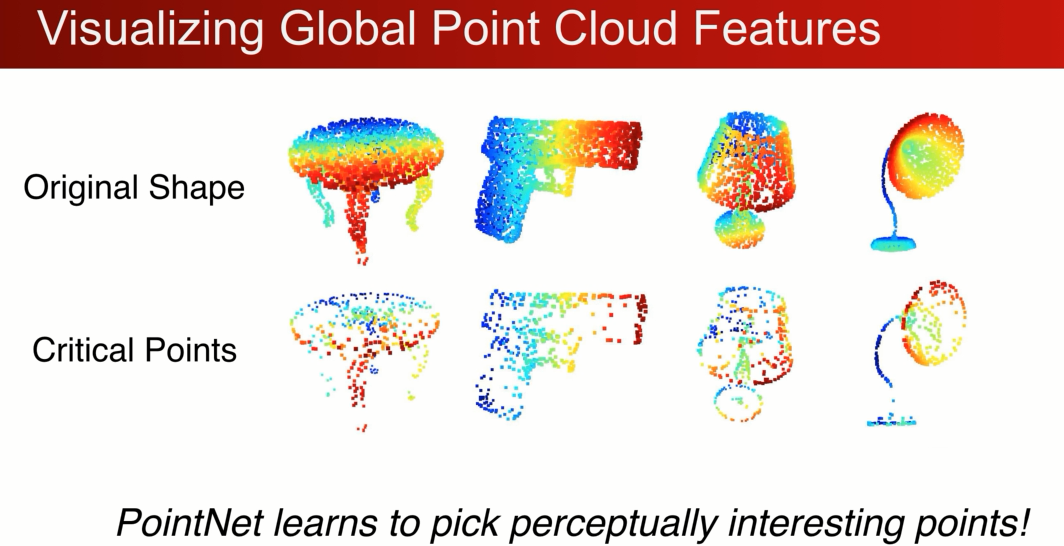 Visualizing Global Point Cloud Features
Original Shape
Critical Points
PointNet learns to pick perceptually interesting points!